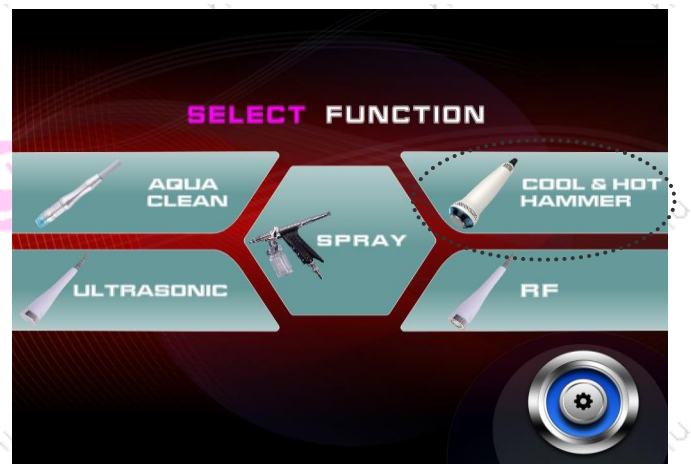 SELECT FUNCTION
AQUA
CLEAN
COOL & HOT
HAMMER
SPRAY
ULTRASONIC
RF